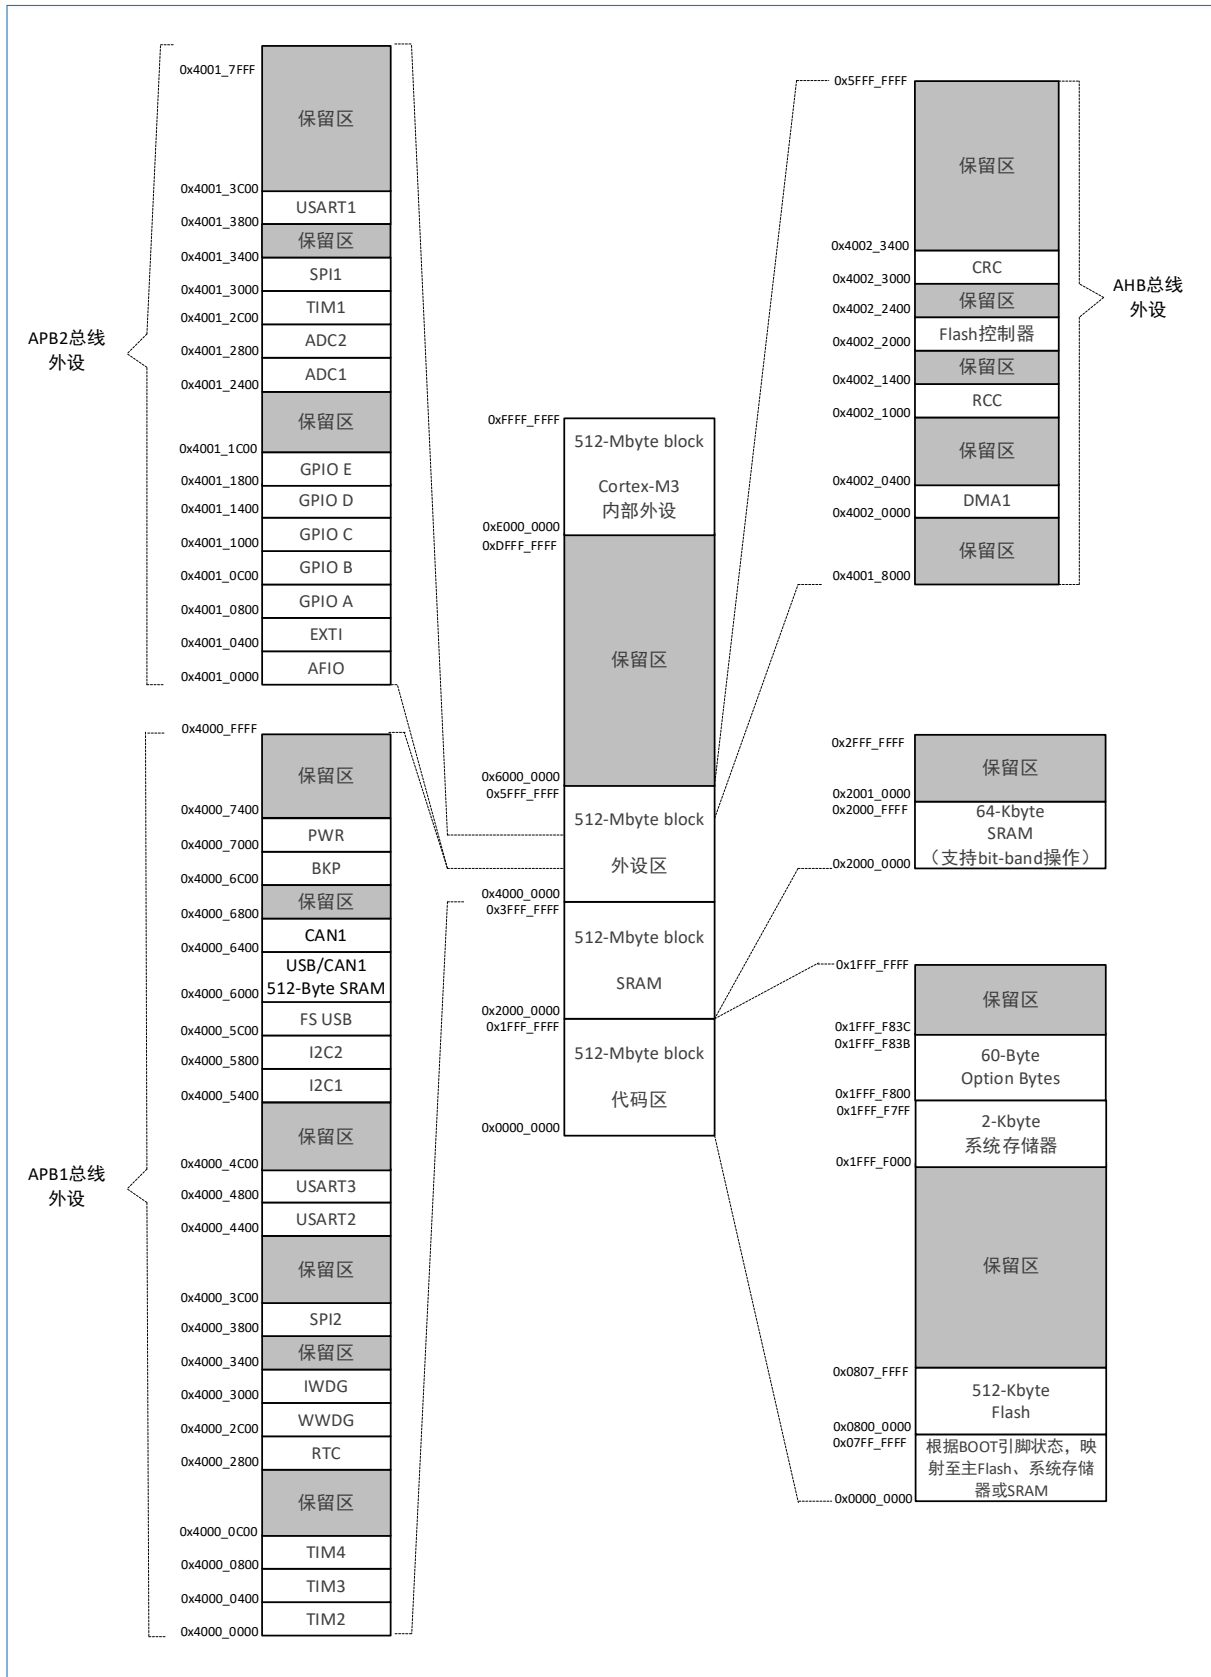 0x4001_7FFF
保留区
0x4001_3C00
USART1
0x4001_3800
保留区
0x4001_3400
SPI1
0x4001_3000
TIM1
0x4001_2C00
ADC2
0x4001_2800
ADC1
0x4001_2400
保留区
0x4001_1C00
GPIO E
0x4001_1800
GPIO D
0x4001_1400
GPIO C
0x4001_1000
GPIO B
0x4001_0C00
GPIO A
0x4001_0800
EXTI
0x4001_0400
AFIO
0x4001_0000
APB2总线
外设
0x4000_FFFF
保留区
0x4000_7400
PWR
0x4000_7000
BKP
0x4000_6C00
保留区
0x4000_6800
CAN1
0x4000_6400
USB/CAN1
512-Byte SRAM
0x4000_6000
FS USB
0x4000_5C00
I2C2
0x4000_5800
I2C1
0x4000_5400
保留区
0x4000_4C00
USART3
0x4000_4800
USART2
0x4000_4400
保留区
0x4000_3C00
SPI2
0x4000_3800
保留区
0x4000_3400
IWDG
0x4000_3000
WWDG
0x4000_2C00
RTC
0x4000_2800
保留区
0x4000_0C00
TIM4
0x4000_0800
TIM3
0x4000_0400
TIM2
0x4000_0000
APB1总线
外设
0xFFFF_FFFF
512-Mbyte block
Cortex-M3
内部外设
0xE000_0000
0xDFFF_FFFF
保留区
0x6000_0000
0x5FFF_FFFF
512-Mbyte block
外设区
0x4000_0000
0x3FFF_FFFF
512-Mbyte block
SRAM
0x2000_0000
0x1FFF_FFFF
512-Mbyte block
代码区
0x0000_0000
0x5FFF_FFFF
保留区
0x4002_3400
CRC
0x4002_3000
保留区
0x4002_2400
Flash控制器
0x4002_2000
保留区
0x4002_1400
RCC
0x4002_1000
保留区
0x4002_0400
DMA1
0x4002_0000
保留区
0x4001_8000
AHB总线
外设
0x2FFF_FFFF
保留区
0x2001_0000
0x2000_FFFF
64-Kbyte
SRAM
（支持bit-band操作）
0x2000_0000
0x1FFF_FFFF
保留区
0x1FFF_F83C
0x1FFF_F83B
60-Byte
Option Bytes
0x1FFF_F800
0x1FFF_F7FF
2-Kbyte
系统存储器
0x1FFF_F000
保留区
0x0807_FFFF
512-Kbyte
Flash
0x0800_0000
0x07FF_FFFF
根据BOOT引脚状态，映
射至主Flash、系统存储
器或SRAM
0x0000_0000